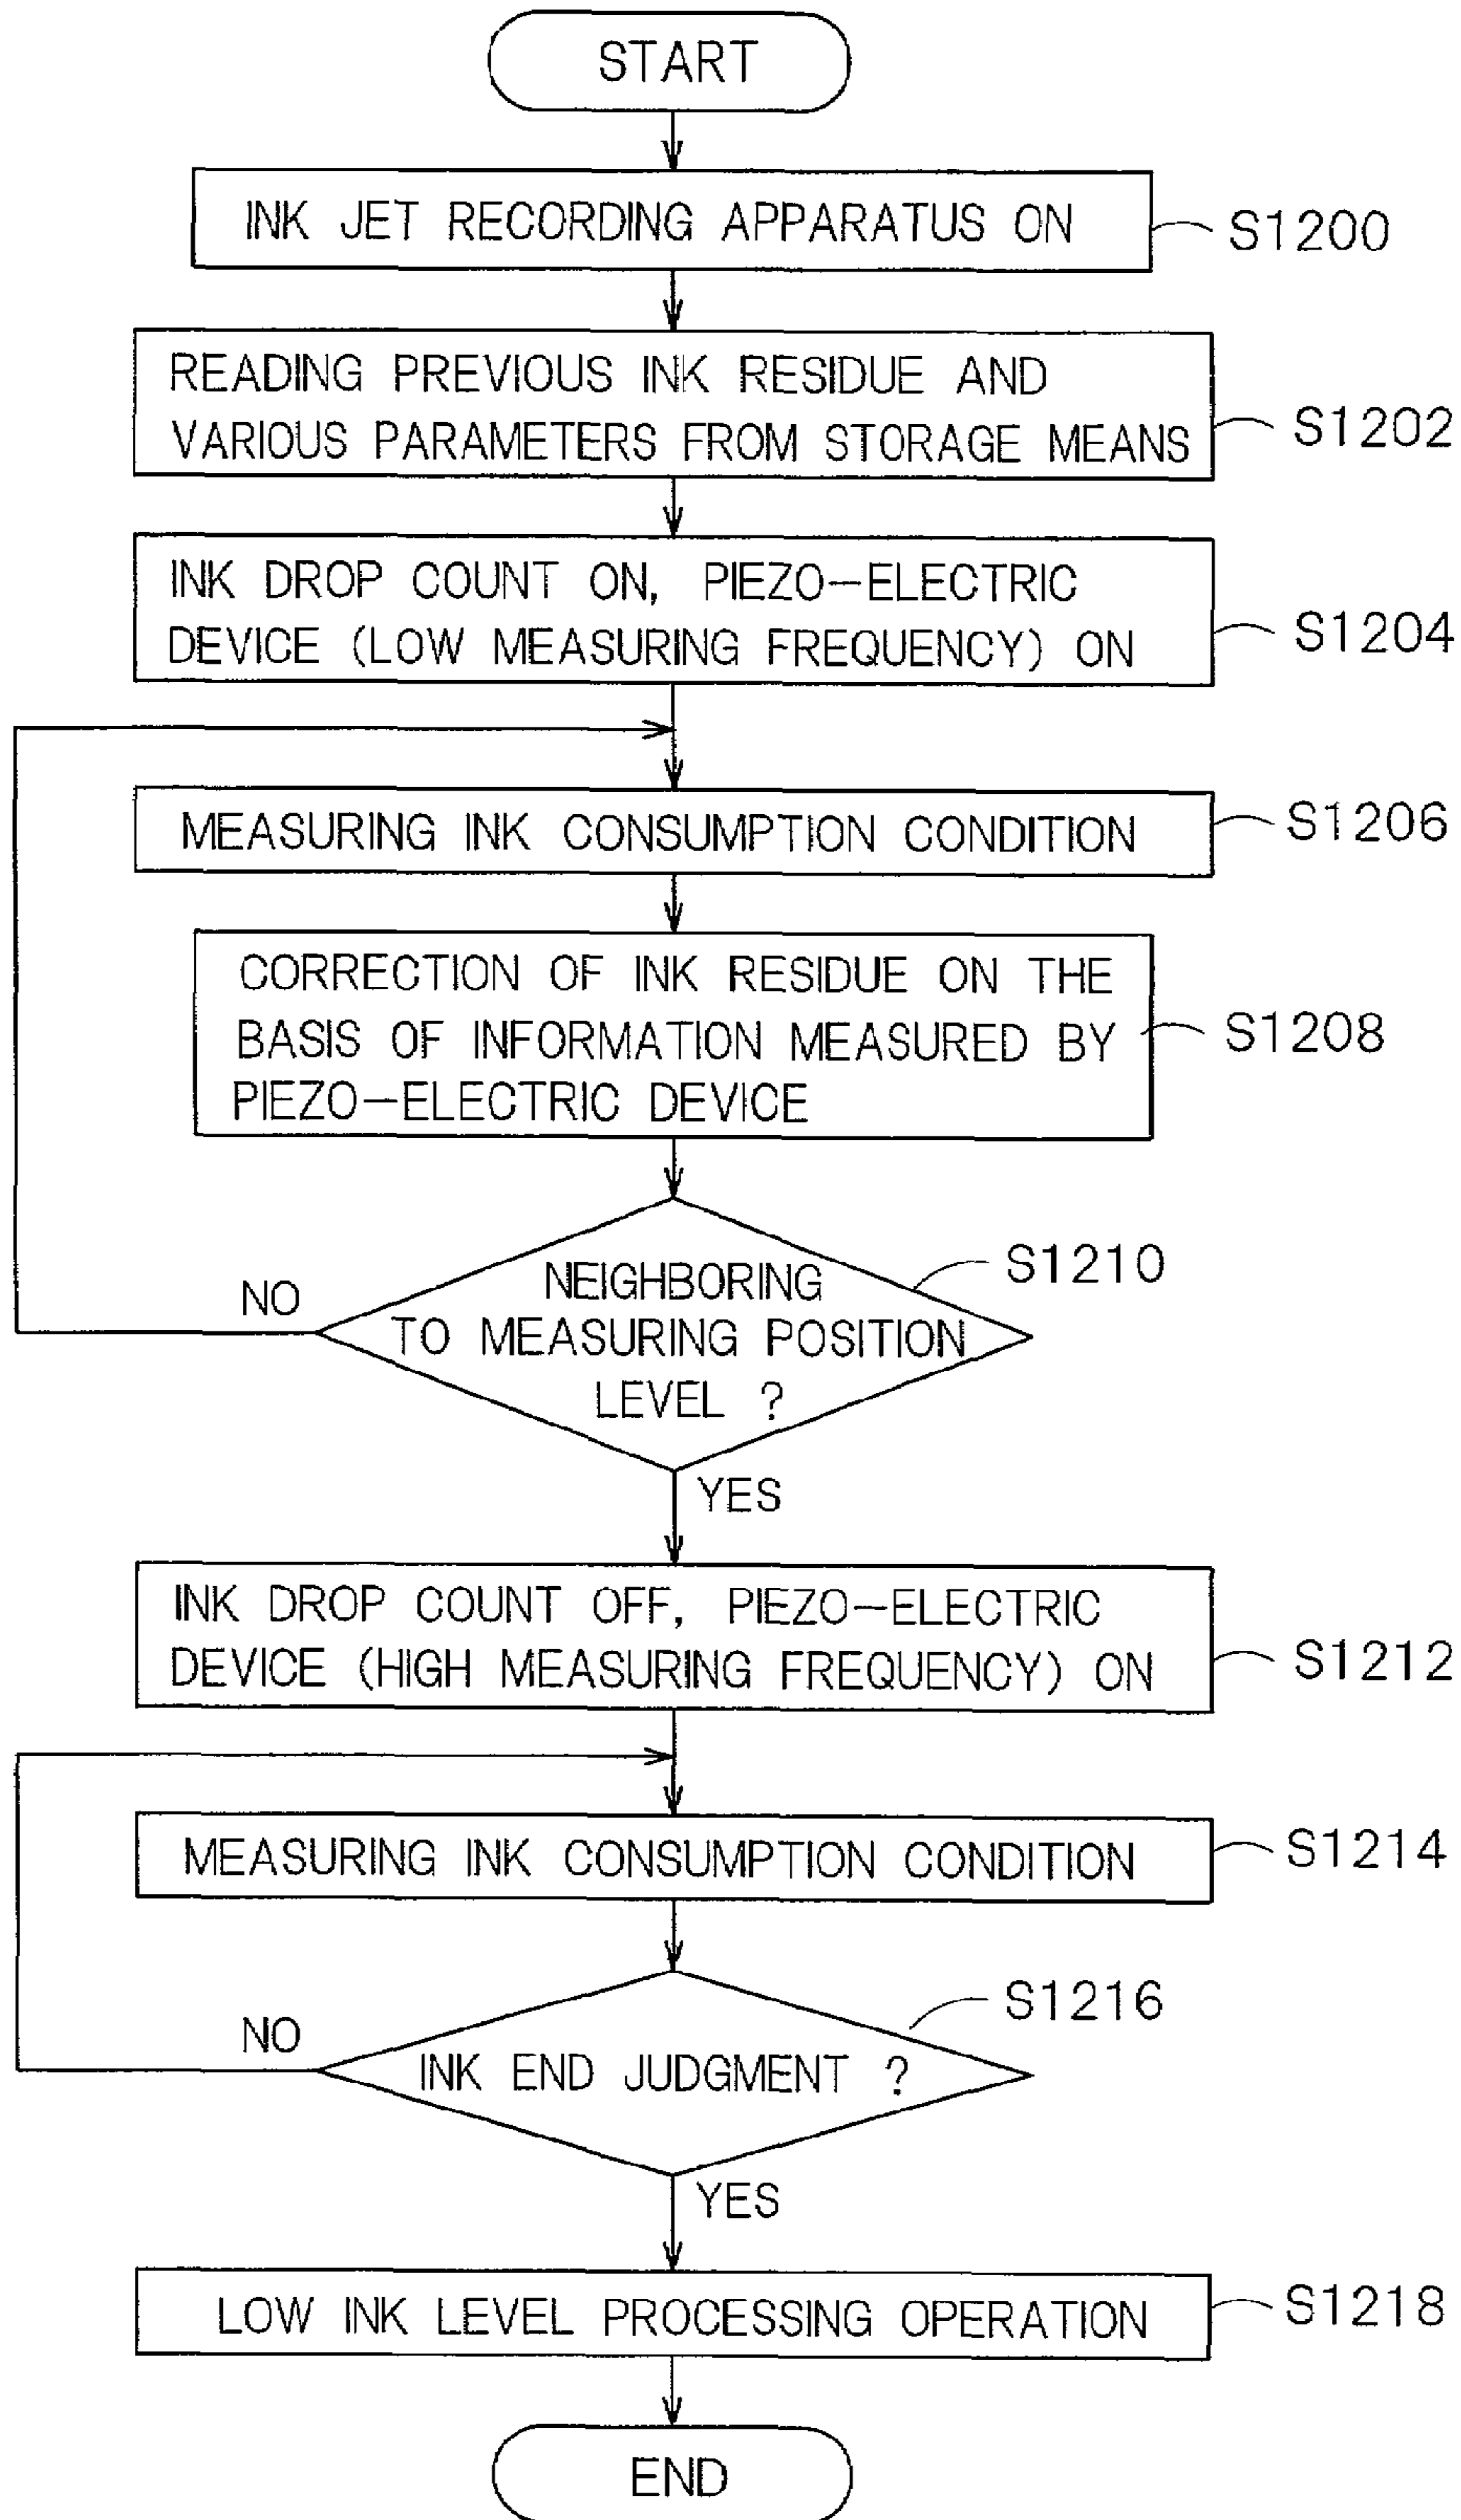 START
INK JET RECORDING APPARATUS ON
S1200
READING PREVIOUS INK RESIDUE AND
VARIOUS PARAMETERS FROM STORAGE MEANS
S1202
INK DROP COUNT ON, PIEZO-ELECTRIC
DEVICE (LOW MEASURING FREQUENCY) ON
S1204
MEASURING INK CONSUMPTION CONDITION
S1206
CORRECTION OF INK RESIDUE ON THE
BASIS OF INFORMATION MEASURED BY
PIEZO-ELECTRIC DEVICE
S1208
NEIGHBORING
TO MEASURING POSITION
LEVEL ?
S1210
NO
YES
INK DROP COUNT OFF, PIEZO-ELECTRIC
DEVICE (HIGH MEASURING FREQUENCY) ON
S1212
MEASURING INK CONSUMPTION CONDITION
S1214
INK END JUDGMENT ?
S1216
NO
YES
LOW INK LEVEL PROCESSING OPERATION
S1218
END